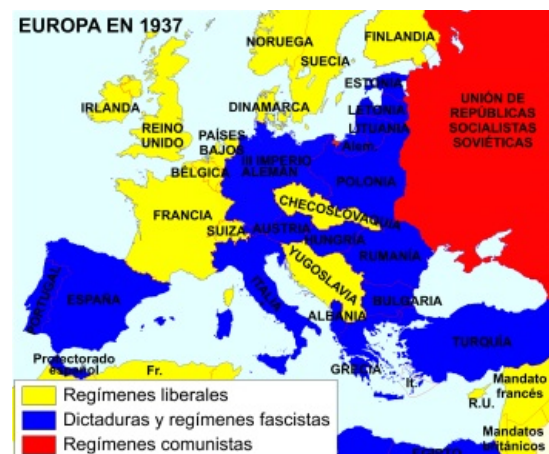 EUROPA EN 1937
NORUEGA
FINLANDIA
SUECIA
ESTONIA
LETONIA
LITUANIA
Alem.
UNIÓN DE
REPÚBLICAS
SOCIALISTAS
SOVIÉTICAS
IRLANDA
REINO
UNIDO
DINAMARCA
PAÍSES
BAJOS
BÉLGICA
III IMPERIO
ALEMÁN
POLONIA
CHECOSLOVAQUIA
FRANCIA
SUIZA
AUSTRIA
HUNGRÍA
RUMANÍA
YUGOSLAVIA
BULGARIA
PORTUGAL
ESPAÑA
ITALIA
ALBANIA
TURQUÍA
GRECIA
It.
Protectorado
español
Fr.
R.U.
Mandato
francés
Mandatos
británicos
EGIPTO
Regímenes liberales
Dictaduras y regímenes fascistas
Regímenes comunistas